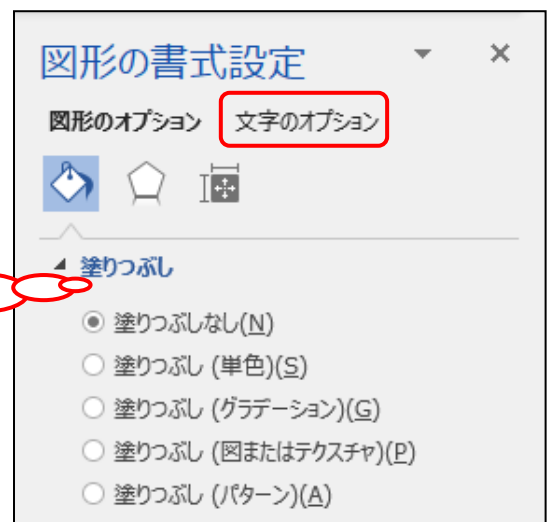 図形の書式設定
図形のオプション 文字のオプション
塗りつぶし
塗りつぶしなし(N)
塗りつぶし (単色)(S)
塗りつぶし (グラデーション)(G)
塗りつぶし (図またはテクスチャ)(P)
塗りつぶし (パターン)(A)